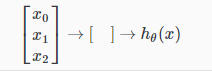 x₀
x₁ → [ ] → hθ(x)
x₂